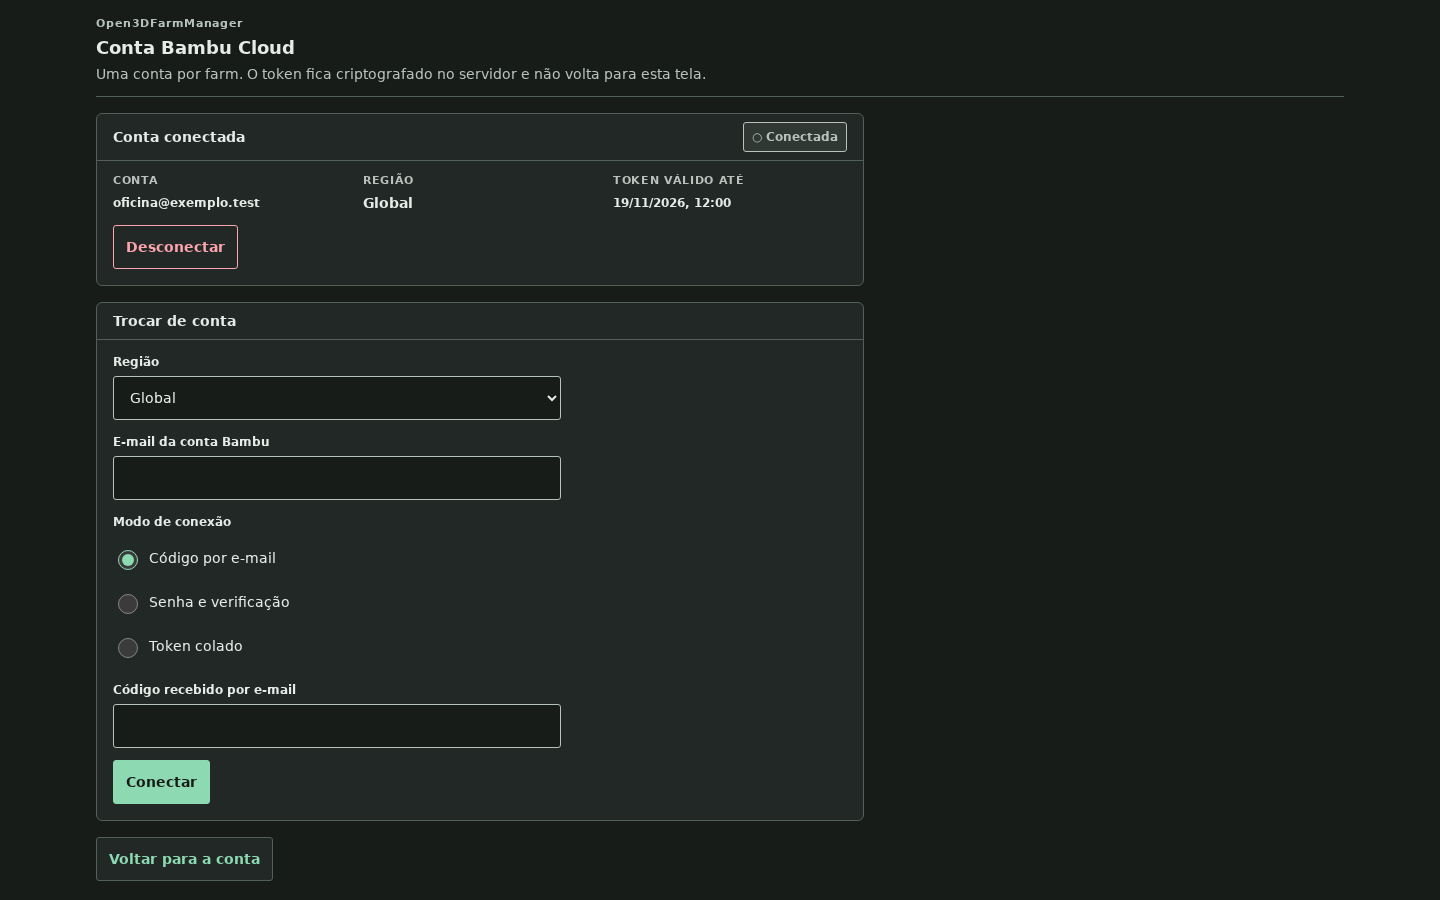 Open3DFarmManager
Conta Bambu Cloud
Uma conta por farm. O token fica criptografado no servidor e não volta para esta tela.
Conta conectada
○ Conectada
CONTA
oficina@exemplo.test
REGIÃO
Global
TOKEN VÁLIDO ATÉ
19/11/2026, 12:00
Desconectar
Trocar de conta
Região
Global
E-mail da conta Bambu
Modo de conexão
Código por e-mail
Senha e verificação
Token colado
Código recebido por e-mail
Conectar
Voltar para a conta